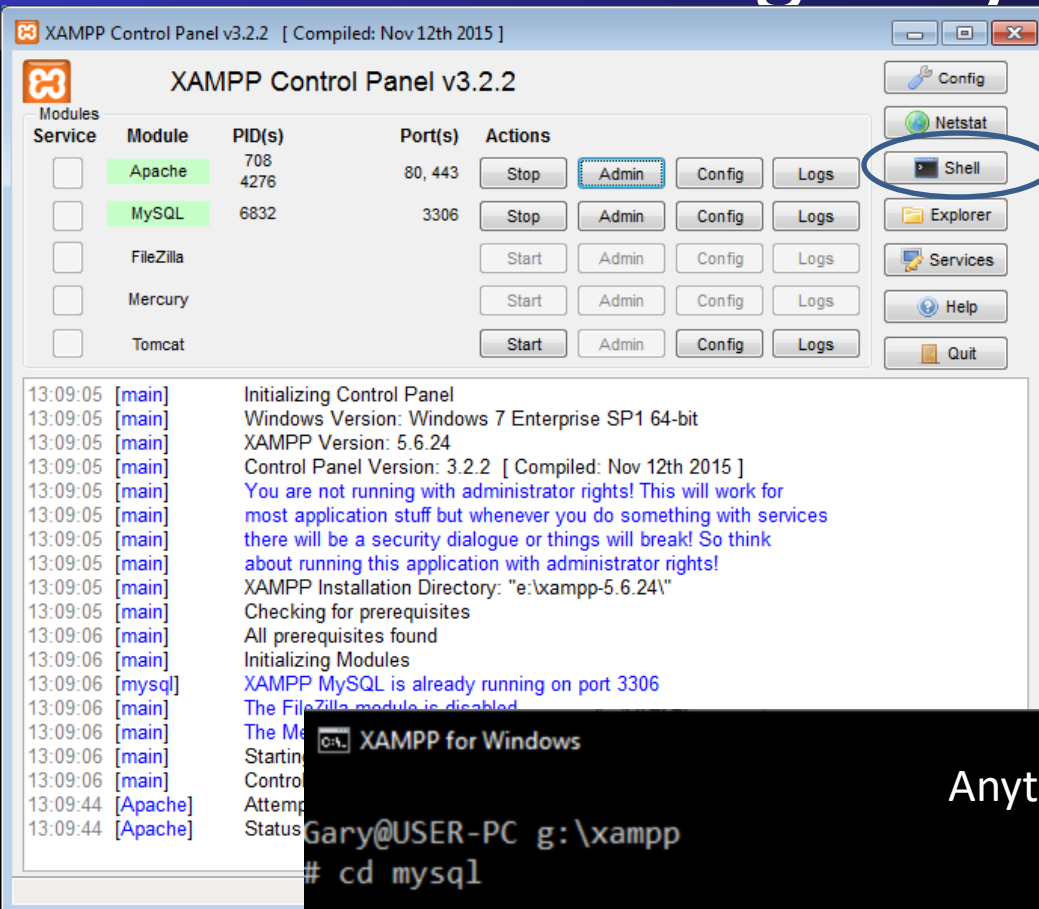 XAMPP Control Panel v3.2.2 [ Compiled: Nov 12th 2015 ]
XAMPP Control Panel v3.2.2
Config
Modules
Netstat
Service Module PID(s) Port(s) Actions
Apache 708 4276 80, 443 Stop Admin Config Logs
Shell
MySQL 6832 3306 Stop Admin Config Logs
Explorer
FileZilla Start Admin Config Logs
Services
Mercury Start Admin Config Logs
Help
Tomcat Start Admin Config Logs
Quit
13:09:05 [main] Initializing Control Panel
13:09:05 [main] Windows Version: Windows 7 Enterprise SP1 64-bit
13:09:05 [main] XAMPP Version: 5.6.24
13:09:05 [main] Control Panel Version: 3.2.2 [ Compiled: Nov 12th 2015 ]
13:09:05 [main] You are not running with administrator rights! This will work for
13:09:05 [main] most application stuff but whenever you do something with services
13:09:05 [main] there will be a security dialogue or things will break! So think
13:09:05 [main] about running this application with administrator rights!
13:09:05 [main] XAMPP Installation Directory: "e:\xampp-5.6.24\"
13:09:05 [main] Checking for prerequisites
13:09:06 [main] All prerequisites found
13:09:06 [main] Initializing Modules
13:09:06 [mysql] XAMPP MySQL is already running on port 3306
13:09:06 [main] The FileZilla module is disabled
13:09:06 [main] The Me
13:09:06 [main] Starting
13:09:06 [main] Control
13:09:44 [Apache] Attemp
13:09:44 [Apache] Status
XAMPP for Windows
Anyt
Gary@USER-PC g:\xampp
# cd mysql